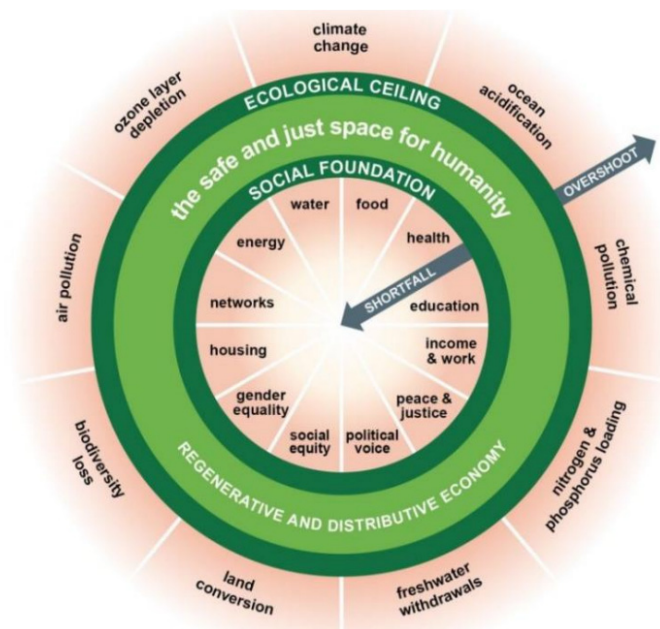 climate
change
ocean
acidification
chemical
pollution
nitrogen &
phosphorus loading
freshwater
withdrawals
land
conversion
biodiversity
loss
air pollution
ozone layer
depletion
ECOLOGICAL CEILING
the safe and just space for humanity
SOCIAL FOUNDATION
OVERSHOOT
SHORTFALL
water
food
health
education
income
& work
peace &
justice
political
voice
social
equity
gender
equality
housing
networks
energy
REGENERATIVE AND DISTRIBUTIVE ECONOMY